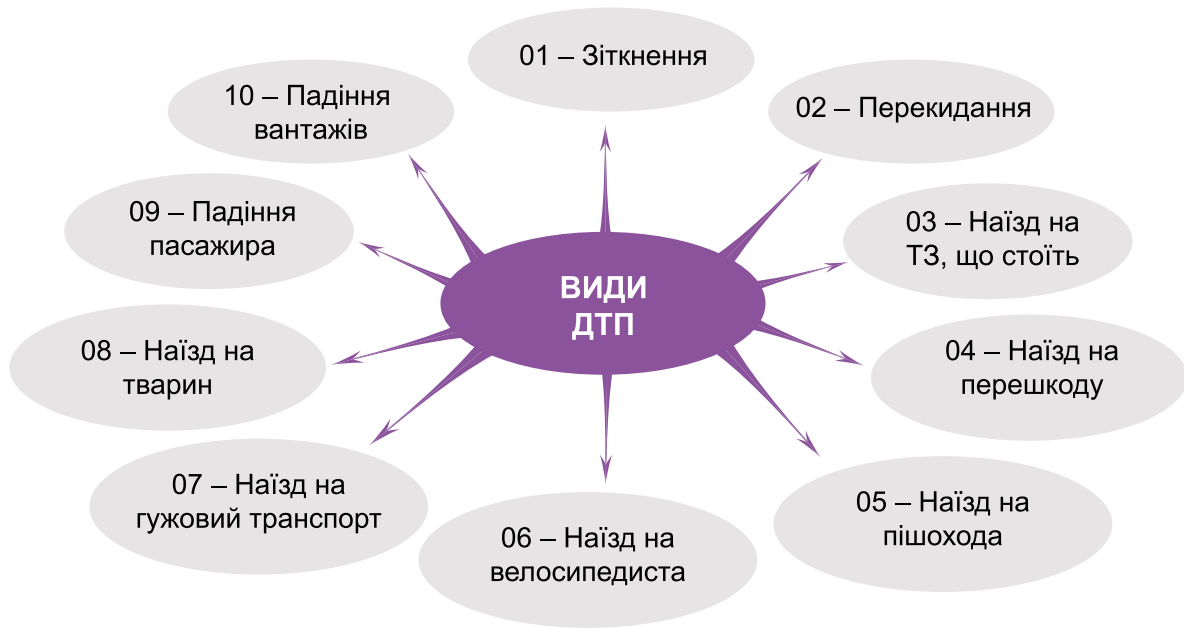 01 – Зіткнення
02 – Перекидання
03 – Наїзд на
ТЗ, що стоїть
04 – Наїзд на
перешкоду
05 – Наїзд на
пішохода
06 – Наїзд на
велосипедиста
07 – Наїзд на
гужовий транспорт
08 – Наїзд на
тварин
09 – Падіння
пасажира
10 – Падіння
вантажів
ВИДИ
ДТП